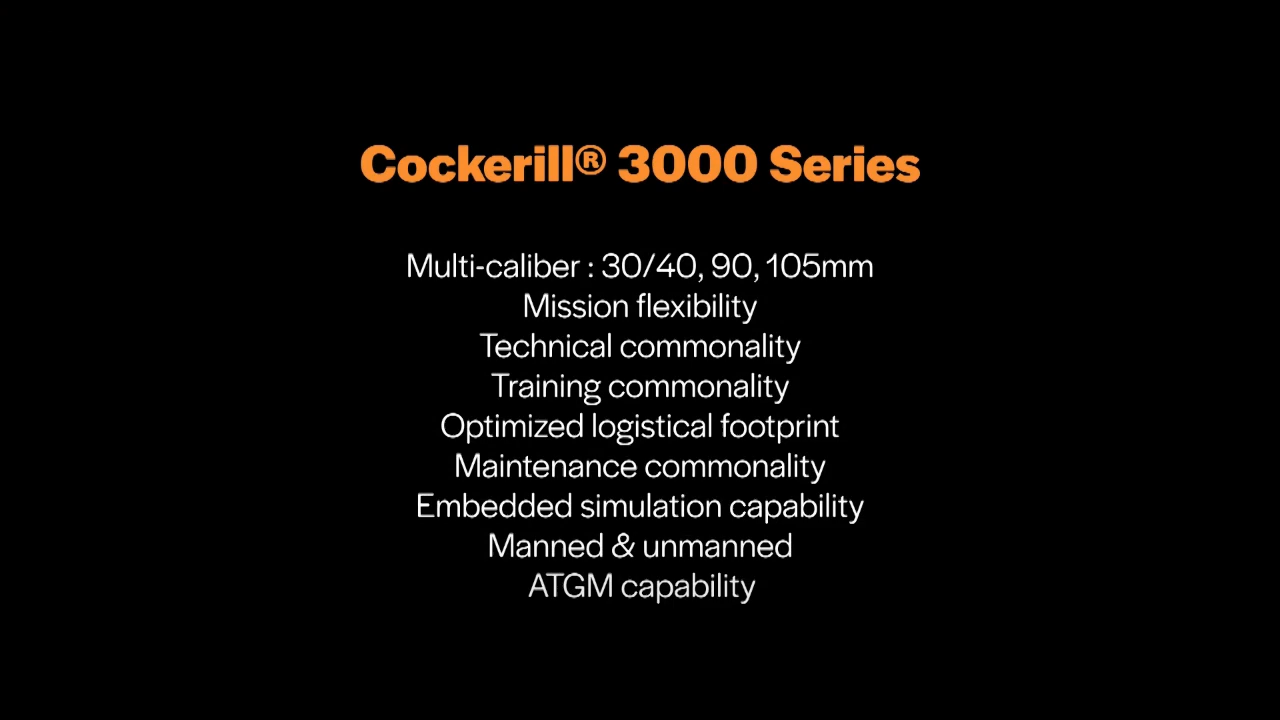 Cockerill® 3000 Series
Multi-caliber : 30/40, 90, 105mm
Mission flexibility
Technical commonality
Training commonality
Optimized logistical footprint
Maintenance commonality
Embedded simulation capability
Manned & unmanned
ATGM capability